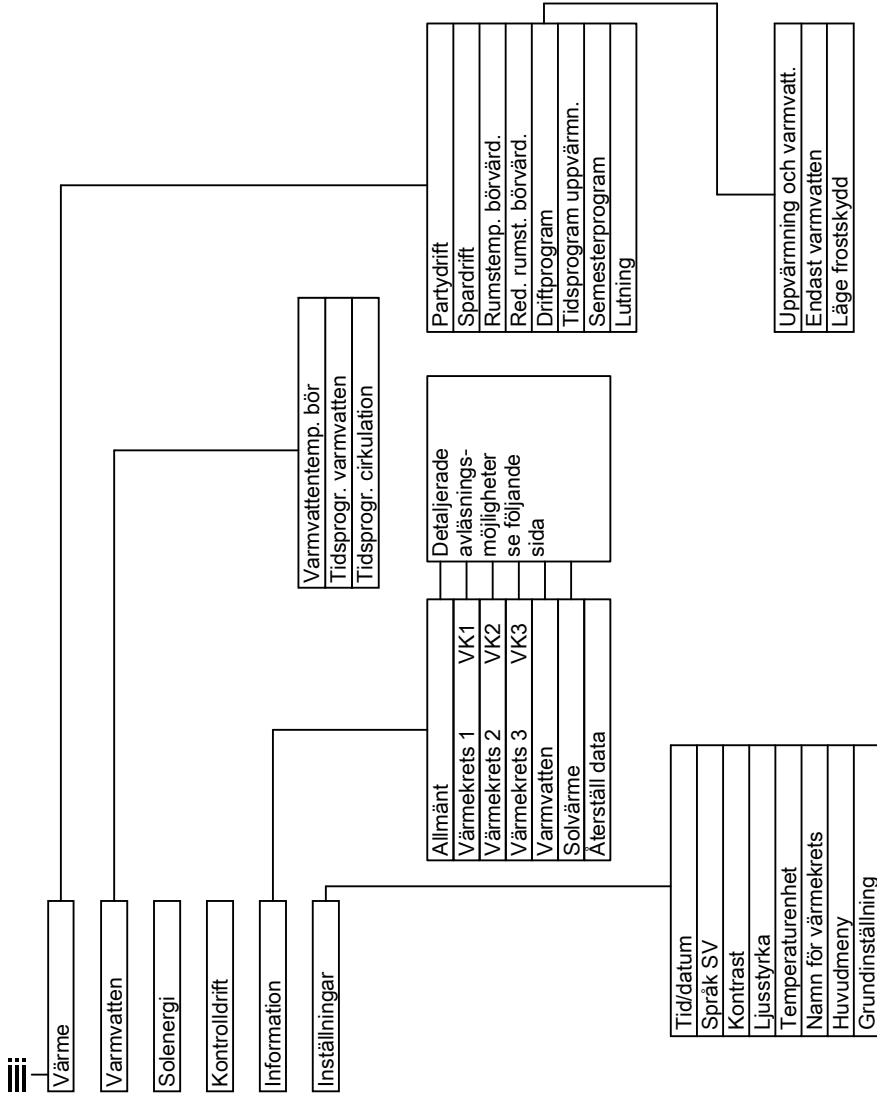 Värme
Varmvatten
Solenergi
Kontrolldrift
Information
Inställningar
Varmvattentemp. bör
Tidsprogr. varmvatten
Tidsprogr. cirkulation
Partydrift
Spardrift
Rumstemp. börvärd.
Red. rumst. börvärd.
Driftprogram
Tidsprogram uppvärmn.
Semesterprogram
Lutning
Uppvärmning och varmvatt.
Endast varmvatten
Läge frostskydd
Allmänt
Värmekrets 1 VK1
Värmekrets 2 VK2
Värmekrets 3 VK3
Varmvatten
Solvärme
Återställ data
Detaljerade
avläsnings-
möjligheter
se följande
sida
Tid/datum
Språk SV
Kontrast
Ljusstyrka
Temperaturenhet
Namn för värmekrets
Huvudmeny
Grundinställning